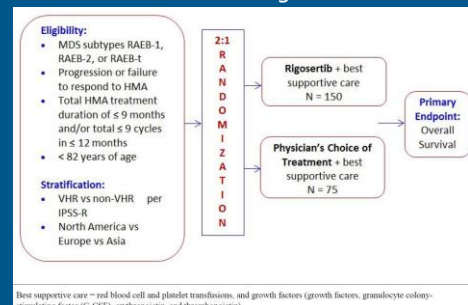 Eligibility:
• MDS subtypes RAEB-1,
RAEB-2, or RAEB-t
• Progression or failure
to respond to HMA
• Total HMA treatment
duration of ≤ 9 months
and/or total ≤ 9 cycles
in ≤ 12 months
• < 82 years of age
Stratification:
• VHR vs non-VHR per
IPSS-R
• North America vs
Europe vs Asia
2:1
R
A
N
D
O
M
I
Z
A
T
I
O
N
Rigosertib + best
supportive care
N = 150
Physician's Choice of
Treatment + best
supportive care
N = 75
Primary
Endpoint:
Overall
Survival
Best supportive care = red blood cell and platelet transfusions, and growth factors (growth factors, granulocyte colony-